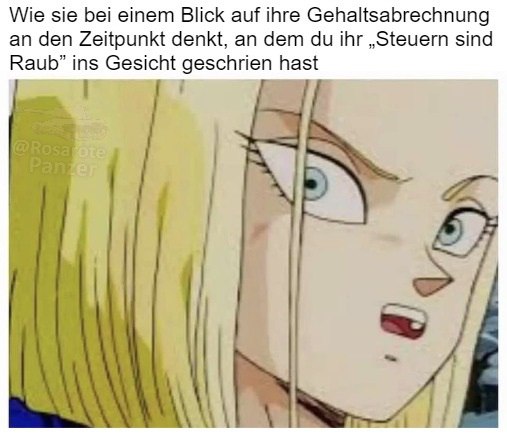 Wie sie bei einem Blick auf ihre Gehaltsabrechnung
an den Zeitpunkt denkt, an dem du ihr „Steuern sind
Raub” ins Gesicht geschrien hast
@Rosarote
Panzer